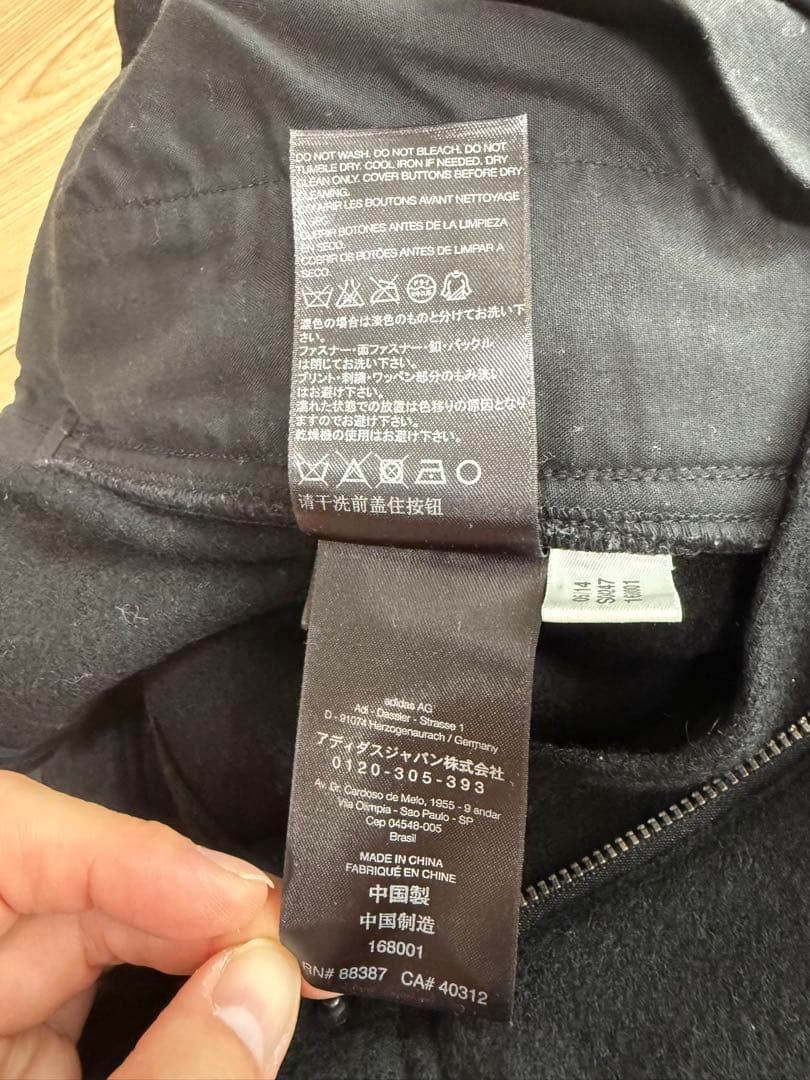 DO NOT WASH. DO NOT BLEACH. DO NOT
TUMBLE DRY. COOL IRON IF NEEDED. DRY
CLEAN ONLY. COVER BUTTONS BEFORE DRY
CLEANING.
COUVRIR LES BOUTONS AVANT NETTOYAGE
À SEC.
CUBRIR BOTONES ANTES DE LA LIMPIEZA
EN SECO.
COBRIR OS BOTÕES ANTES DE LIMPAR A
SECO.
濃色の場合は淡色のものと分けてお洗い下
さい。
ファスナー・面ファスナー・釦・バックル
は閉じてお洗い下さい。
プリント・刺繍・ワッペン部分のもみ洗い
はお避け下さい。
濡れた状態での放置は色移りの原因となり
ますのでお避け下さい。
乾燥機の使用はお避け下さい。
请干洗前盖住按钮
06/14
160001
adidas AG
Adi - Dassler - Strasse 1
D - 91074 Herzogenaurach / Germany
アディダスジャパン株式会社
0120-305-393
Av. Dr. Cardoso de Melo, 1955 - 9 andar
Vila Olímpia - Sao Paulo - SP
Cep 04548-005
Brasil
MADE IN CHINA
FABRIQUÉ EN CHINE
中国製
中国制造
168001
RN# 88387 CA# 40312